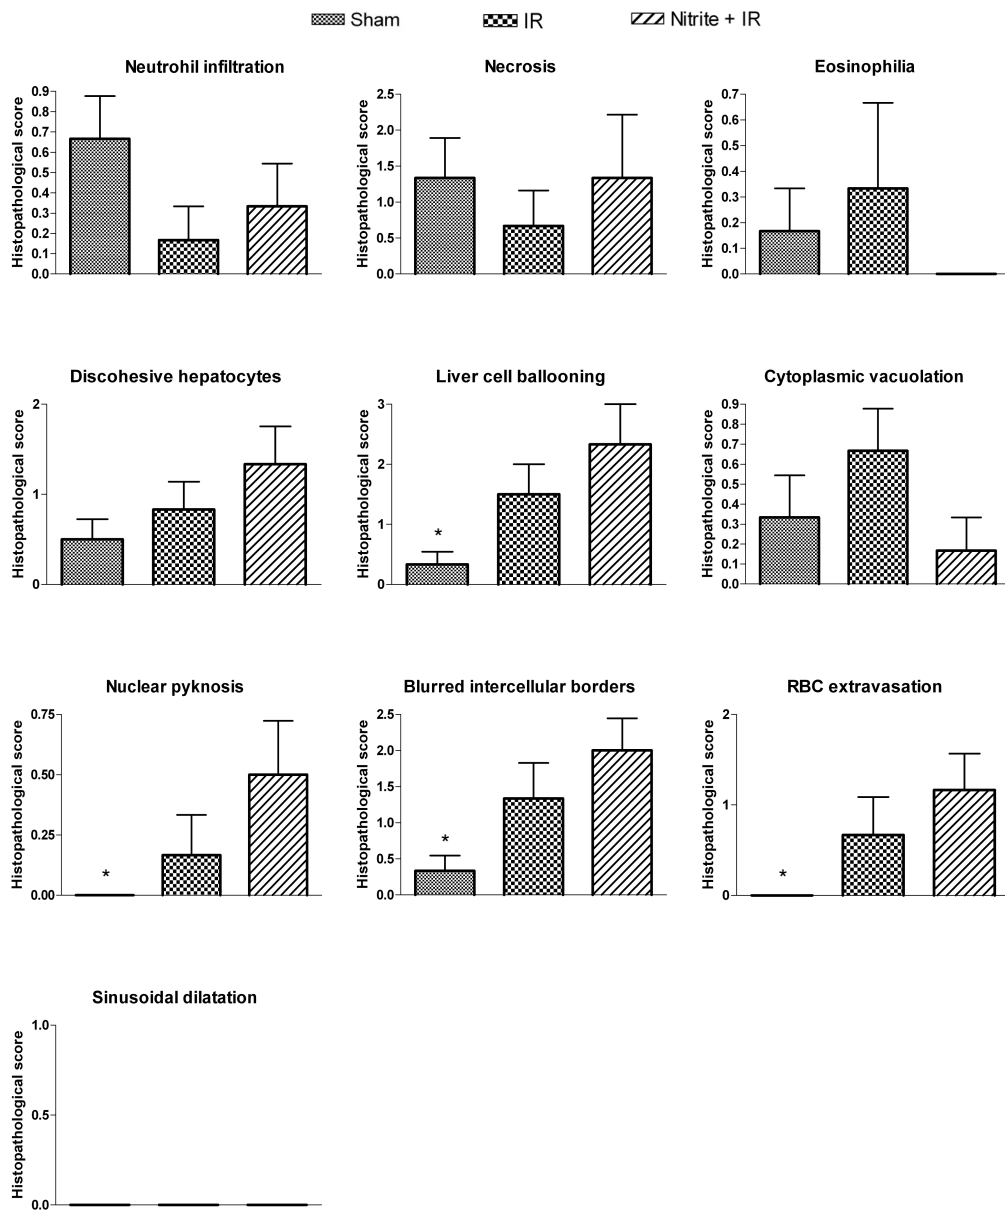 Sham IR Nitrite + IR
Neutrohil infiltration
Histopathological score
0.9
0.8
0.7
0.6
0.5
0.4
0.3
0.2
0.1
0.0
Necrosis
Histopathological score
2.5
2.0
1.5
1.0
0.5
0.0
Eosinophilia
Histopathological score
0.7
0.6
0.5
0.4
0.3
0.2
0.1
0.0
Discohesive hepatocytes
Histopathological score
2
1
0
Liver cell ballooning
Histopathological score
3
2
1
0
*
Cytoplasmic vacuolation
Histopathological score
0.9
0.8
0.7
0.6
0.5
0.4
0.3
0.2
0.1
0.0
Nuclear pyknosis
Histopathological score
0.75
0.50
0.25
0.00
*
Blurred intercellular borders
Histopathological score
2.5
2.0
1.5
1.0
0.5
0.0
*
RBC extravasation
Histopathological score
2
1
0
*
Sinusoidal dilatation
Histopathological score
1.0
0.5
0.0